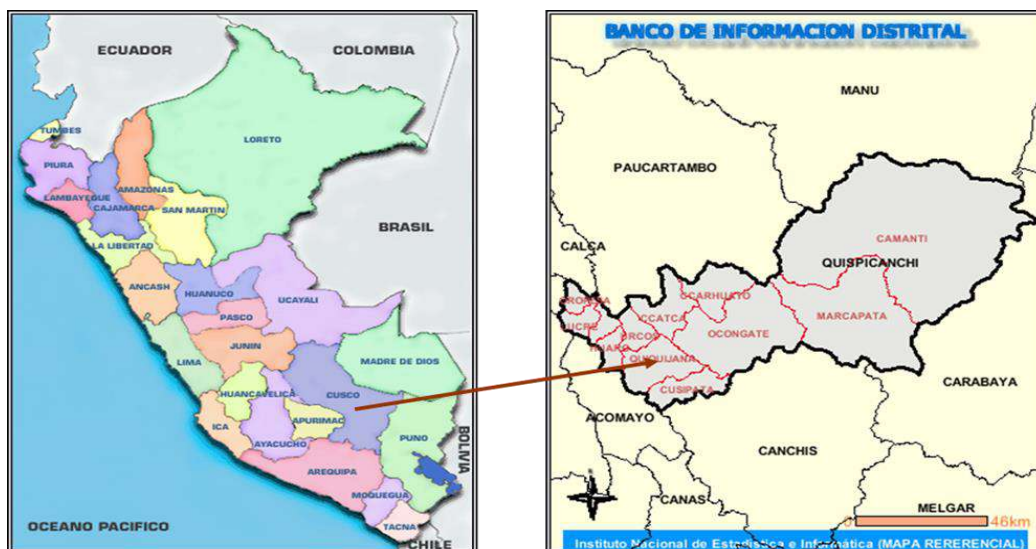 ECUADOR
COLOMBIA
TUMBES
LORETO
PIURA
AMAZONAS
LAMBAYEQUE
CAJAMARCA
SAN MARTIN
BRASIL
LA LIBERTAD
ANCASH
HUANUCO
UCAYALI
PASCO
JUNIN
LIMA
MADRE DE DIOS
HUANCAVELICA
CUSCO
APURIMAC
ICA
AYACUCHO
PUNO
BOLIVIA
AREQUIPA
MOQUEGUA
OCEANO PACIFICO
TACNA
CHILE
BANCO DE INFORMACION DISTRITAL
MANU
PAUCARTAMBO
CAMANTI
CALCA
QUISPICANCHI
CCARHUAYO
CCATCA
MARCAPATA
URCOS
OCONGATE
HUARO
QUIQUIJANA
CUSIPATA
CARABAYA
ACOMAYO
CANCHIS
CANAS
MELGAR
0 46km
Instituto Nacional de Estadística e Informática (MAPA RERERENCIAL)